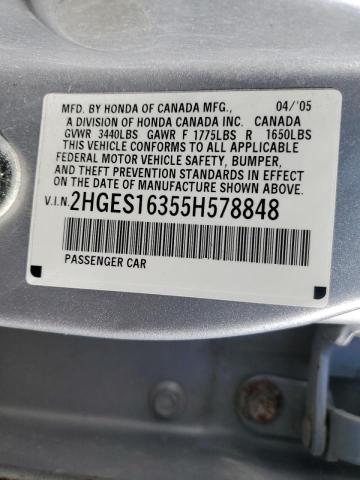 MFD. BY HONDA OF CANADA MFG., 04/'05
A DIVISION OF HONDA CANADA INC. CANADA
GVWR 3440LBS GAWR F 1775LBS R 1650LBS
THIS VEHICLE CONFORMS TO ALL APPLICABLE
FEDERAL MOTOR VEHICLE SAFETY, BUMPER,
AND THEFT PREVENTION STANDARDS IN EFFECT
ON THE DATE OF MANUFACTURE SHOWN ABOVE.
V.I.N. 2HGES16355H578848
PASSENGER CAR